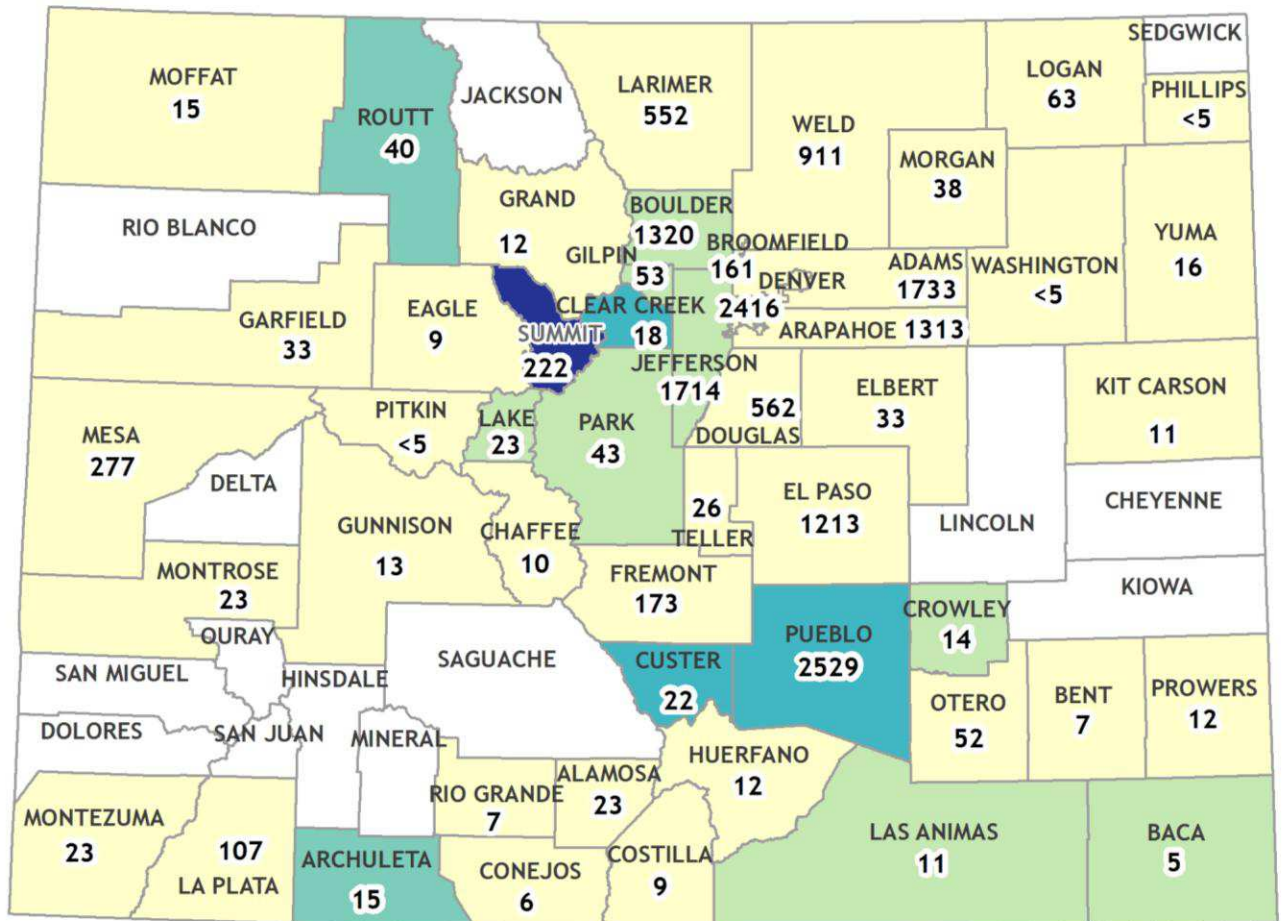 SEDGWICK
MOFFAT
15
ROUTT
40
JACKSON
LARIMER
552
WELD
911
LOGAN
63
PHILLIPS
<5
MORGAN
38
RIO BLANCO
GRAND
12
BOULDER
1320
GILPIN
53
BROOMFIELD
161
DENVER
2416
ADAMS
1733
WASHINGTON
<5
YUMA
16
GARFIELD
33
EAGLE
9
SUMMIT
222
CLEAR CREEK
18
ARAPAHOE 1313
JEFFERSON
1714
562
DOUGLAS
ELBERT
33
KIT CARSON
11
MESA
277
PITKIN
<5
LAKE
23
PARK
43
DELTA
GUNNISON
13
CHAFFEE
10
26
TELLER
EL PASO
1213
LINCOLN
CHEYENNE
MONTROSE
23
FREMONT
173
KIOWA
OURAY
SAN MIGUEL
HINSDALE
SAGUACHE
CUSTER
22
PUEBLO
2529
CROWLEY
14
OTERO
52
BENT
7
PROWERS
12
DOLORES
SAN JUAN
MINERAL
HUERFANO
12
RIO GRANDE
7
ALAMOSA
23
MONTEZUMA
23
107
LA PLATA
ARCHULETA
15
CONEJOS
6
COSTILLA
9
LAS ANIMAS
11
BACA
5